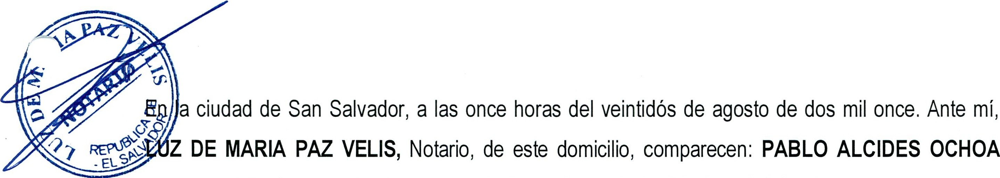 LUZ DE M. IA PAZ VELIS
NOTARIO
REPUBLICA DE
- EL SALVADOR
En la ciudad de San Salvador, a las once horas del veintidós de agosto de dos mil once. Ante mí,
LUZ DE MARIA PAZ VELIS, Notario, de este domicilio, comparecen: PABLO ALCIDES OCHOA